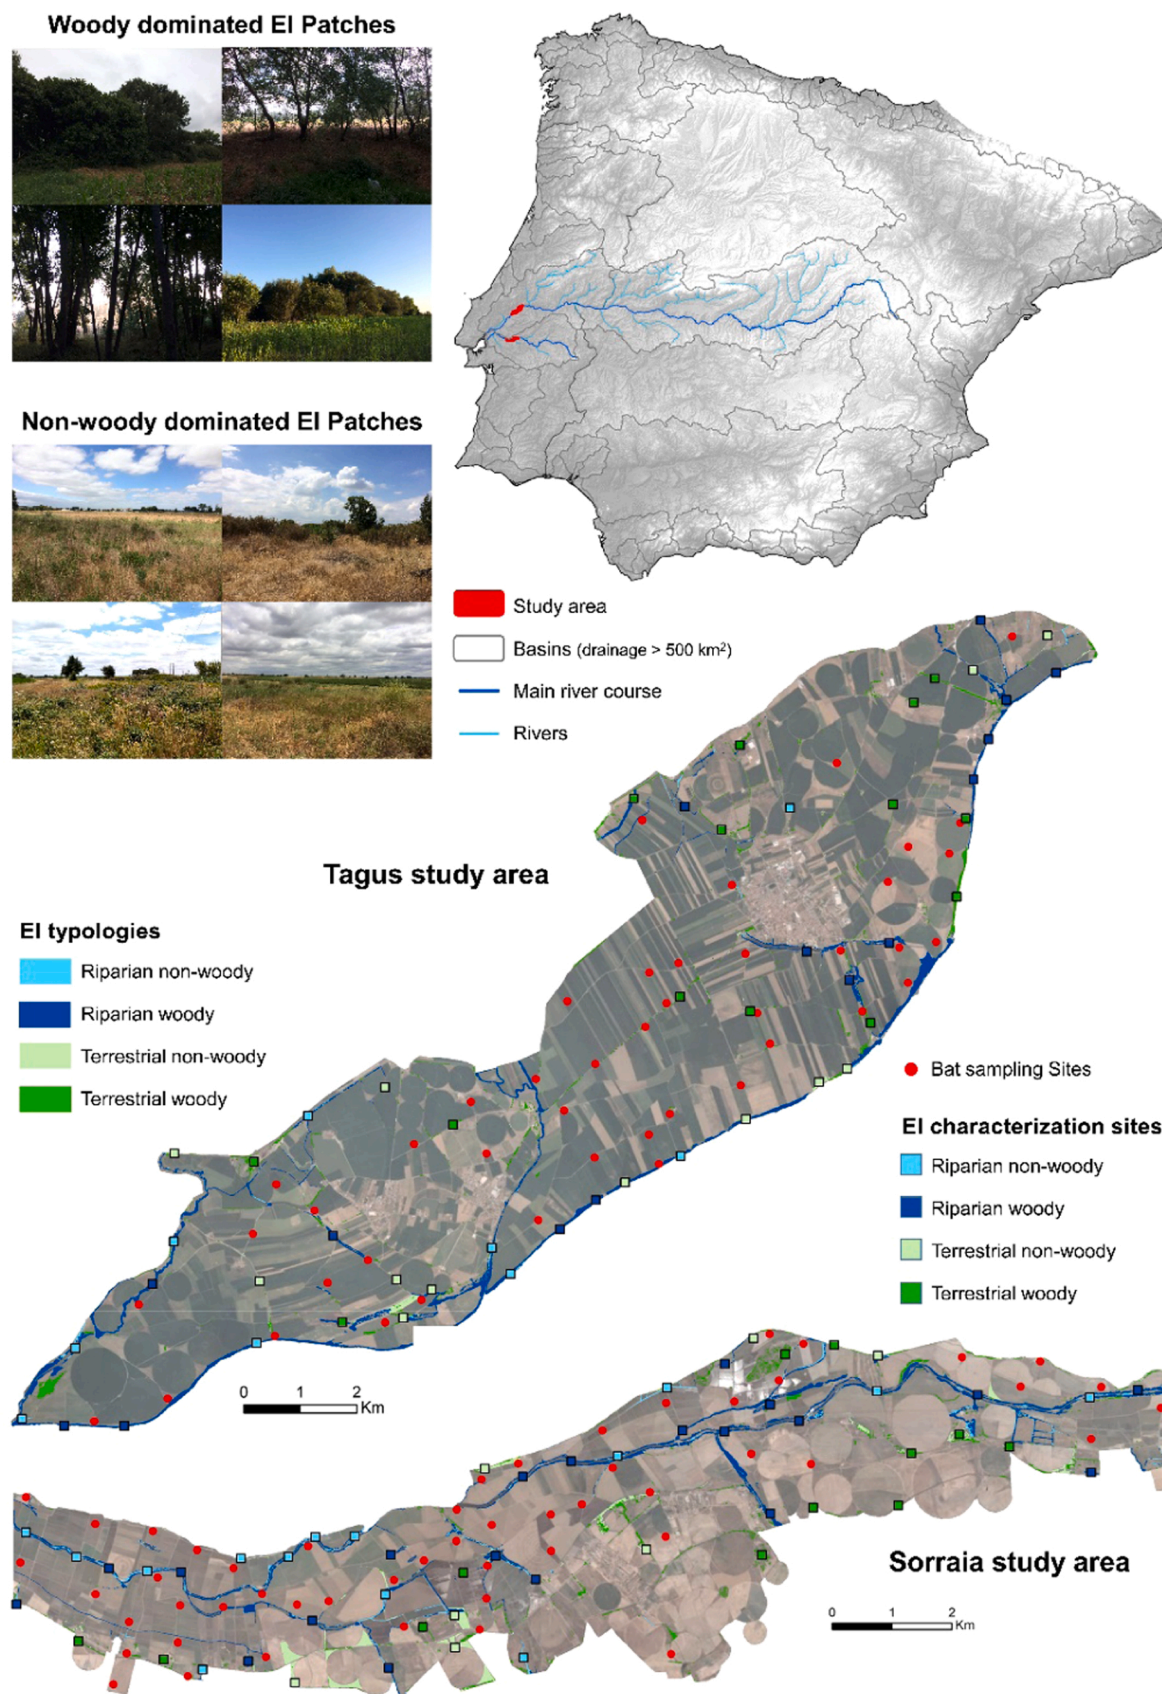 Woody dominated EI Patches
Non-woody dominated EI Patches
Study area
Basins (drainage > 500 km²)
Main river course
Rivers
Tagus study area
EI typologies
Riparian non-woody
Riparian woody
Terrestrial non-woody
Terrestrial woody
Bat sampling Sites
EI characterization sites
Riparian non-woody
Riparian woody
Terrestrial non-woody
Terrestrial woody
0 1 2
Km
Sorraia study area
0 1 2
Km